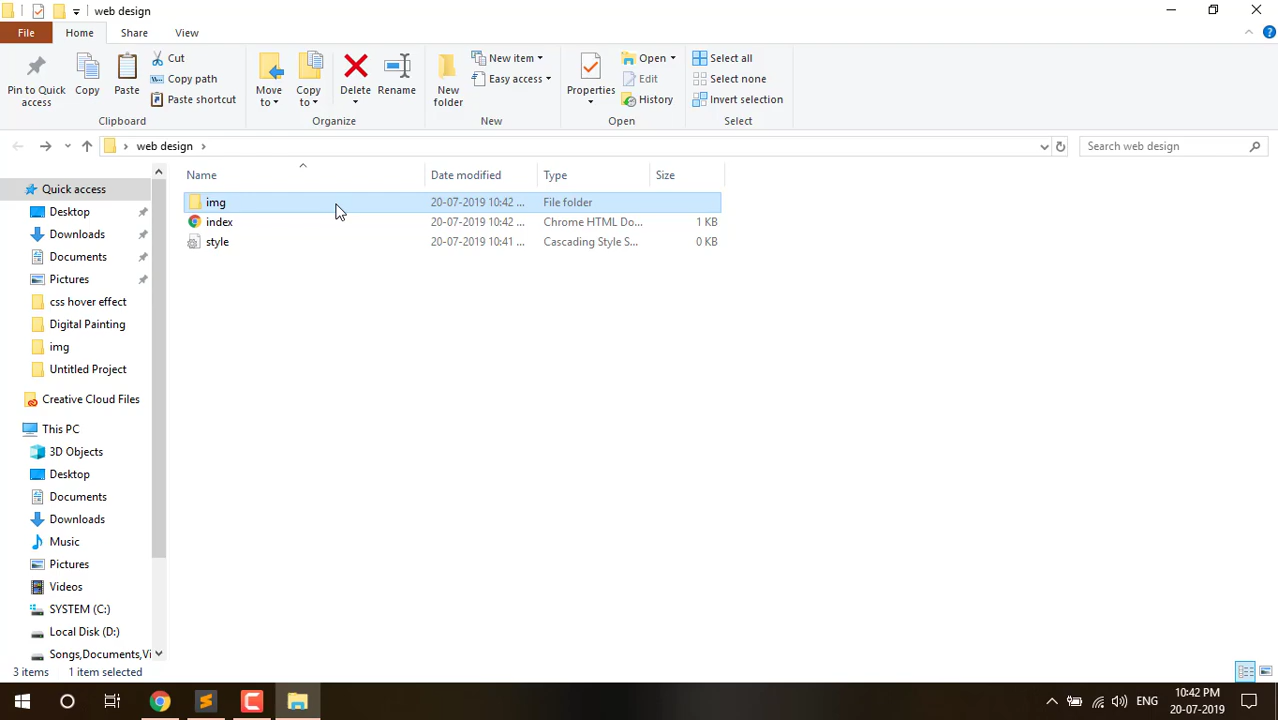 web design
File Home Share View
Pin to Quick access
Copy
Paste
Cut
Copy path
Paste shortcut
Clipboard
Move to
Copy to
Delete
Rename
Organize
New folder
New item
Easy access
New
Properties
Open
Edit
History
Open
Select all
Select none
Invert selection
Select
web design
Search web design
Name Date modified Type Size
img 20-07-2019 10:42 ... File folder
index 20-07-2019 10:42 ... Chrome HTML Do... 1 KB
style 20-07-2019 10:41 ... Cascading Style S... 0 KB
Quick access
Desktop
Downloads
Documents
Pictures
css hover effect
Digital Painting
img
Untitled Project
Creative Cloud Files
This PC
3D Objects
Desktop
Documents
Downloads
Music
Pictures
Videos
SYSTEM (C:)
Local Disk (D:)
Songs,Documents,Vi
3 items 1 item selected
ENG
10:42 PM
20-07-2019